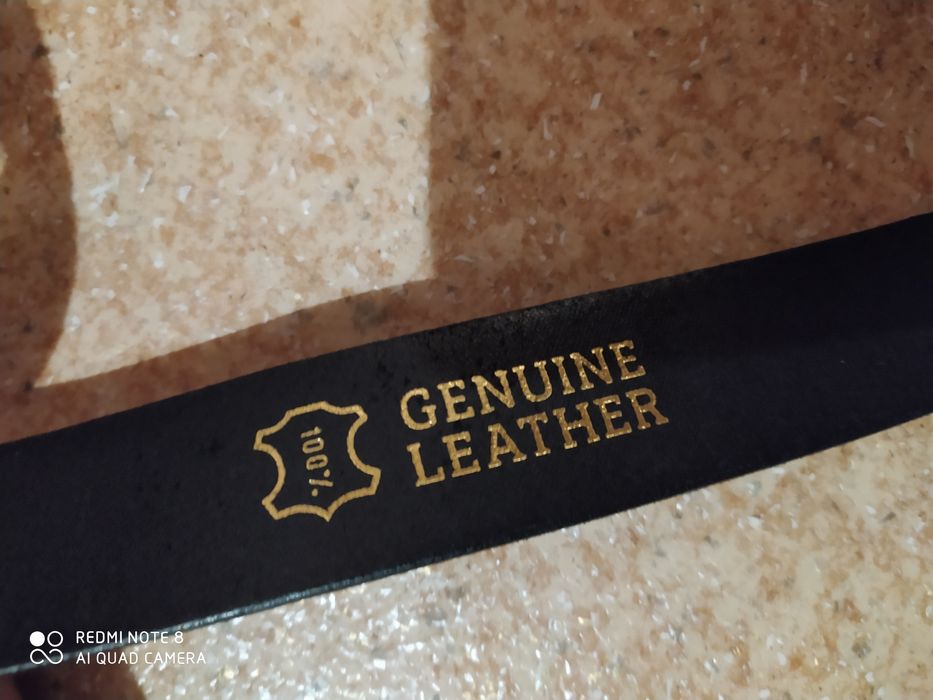 100%
GENUINE
LEATHER
REDMI NOTE 8
AI QUAD CAMERA